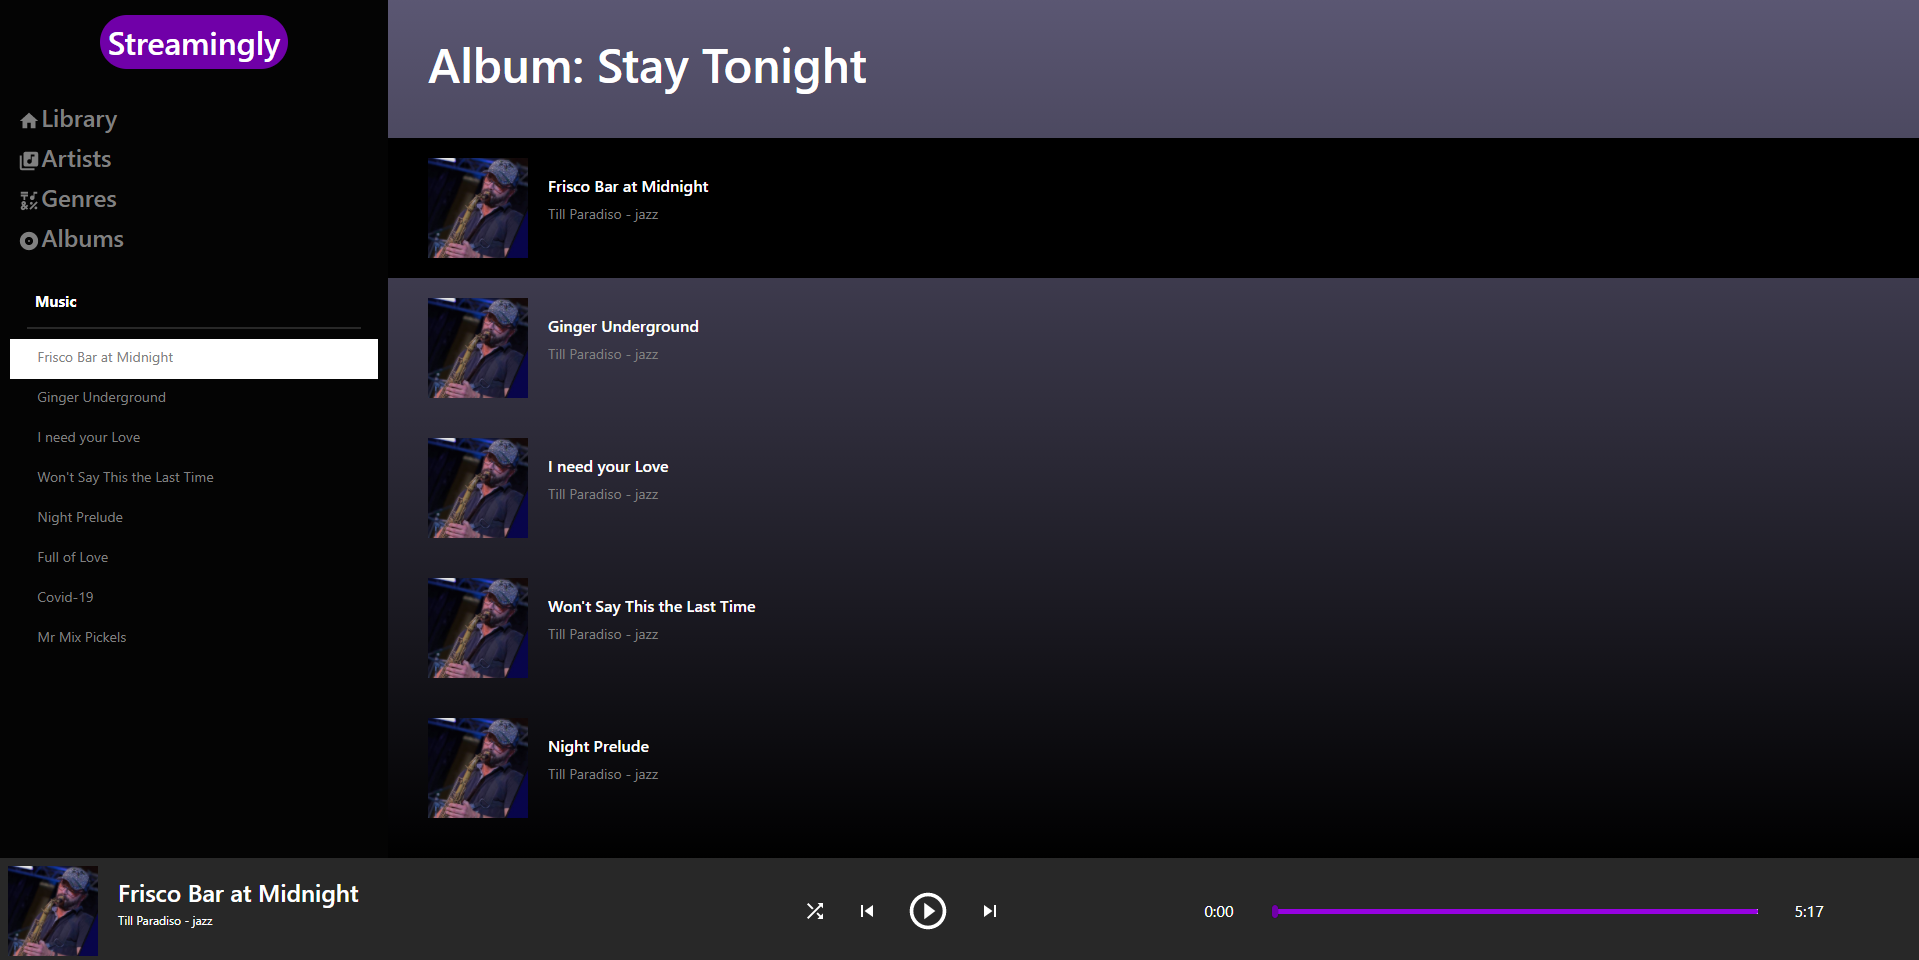 Streamingly
Library
Artists
Genres
Albums
Music
Frisco Bar at Midnight
Ginger Underground
I need your Love
Won't Say This the Last Time
Night Prelude
Full of Love
Covid-19
Mr Mix Pickels
Album: Stay Tonight
Frisco Bar at Midnight
Till Paradiso - jazz
Ginger Underground
Till Paradiso - jazz
I need your Love
Till Paradiso - jazz
Won't Say This the Last Time
Till Paradiso - jazz
Night Prelude
Till Paradiso - jazz
Frisco Bar at Midnight
Till Paradiso - jazz
0:00
5:17